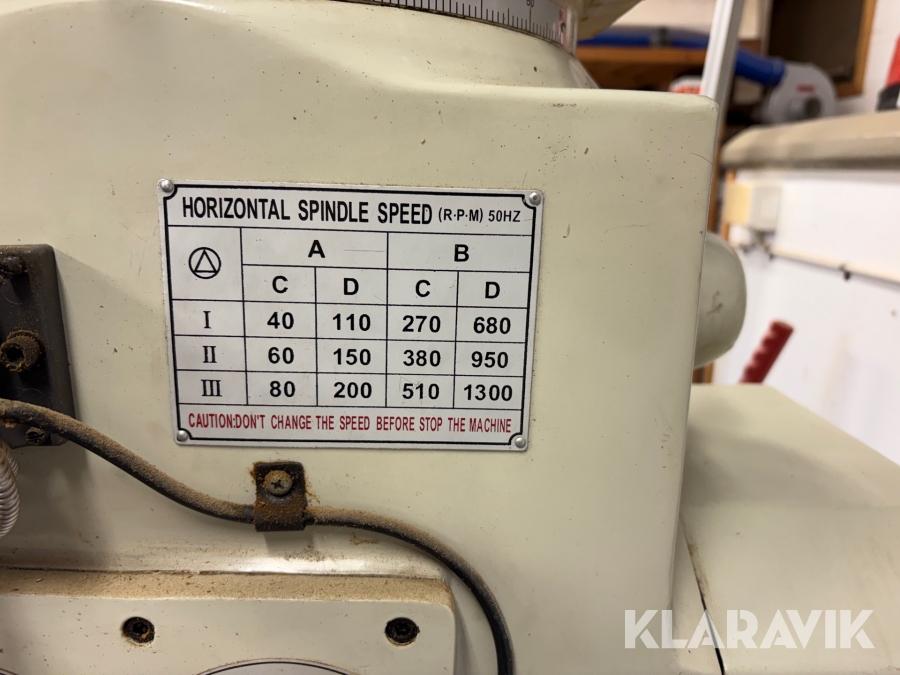 80
HORIZONTAL SPINDLE SPEED (R·P·M) 50HZ
A B
C D C D
I 40 110 270 680
II 60 150 380 950
III 80 200 510 1300
CAUTION:DON'T CHANGE THE SPEED BEFORE STOP THE MACHINE
KLARAVIK